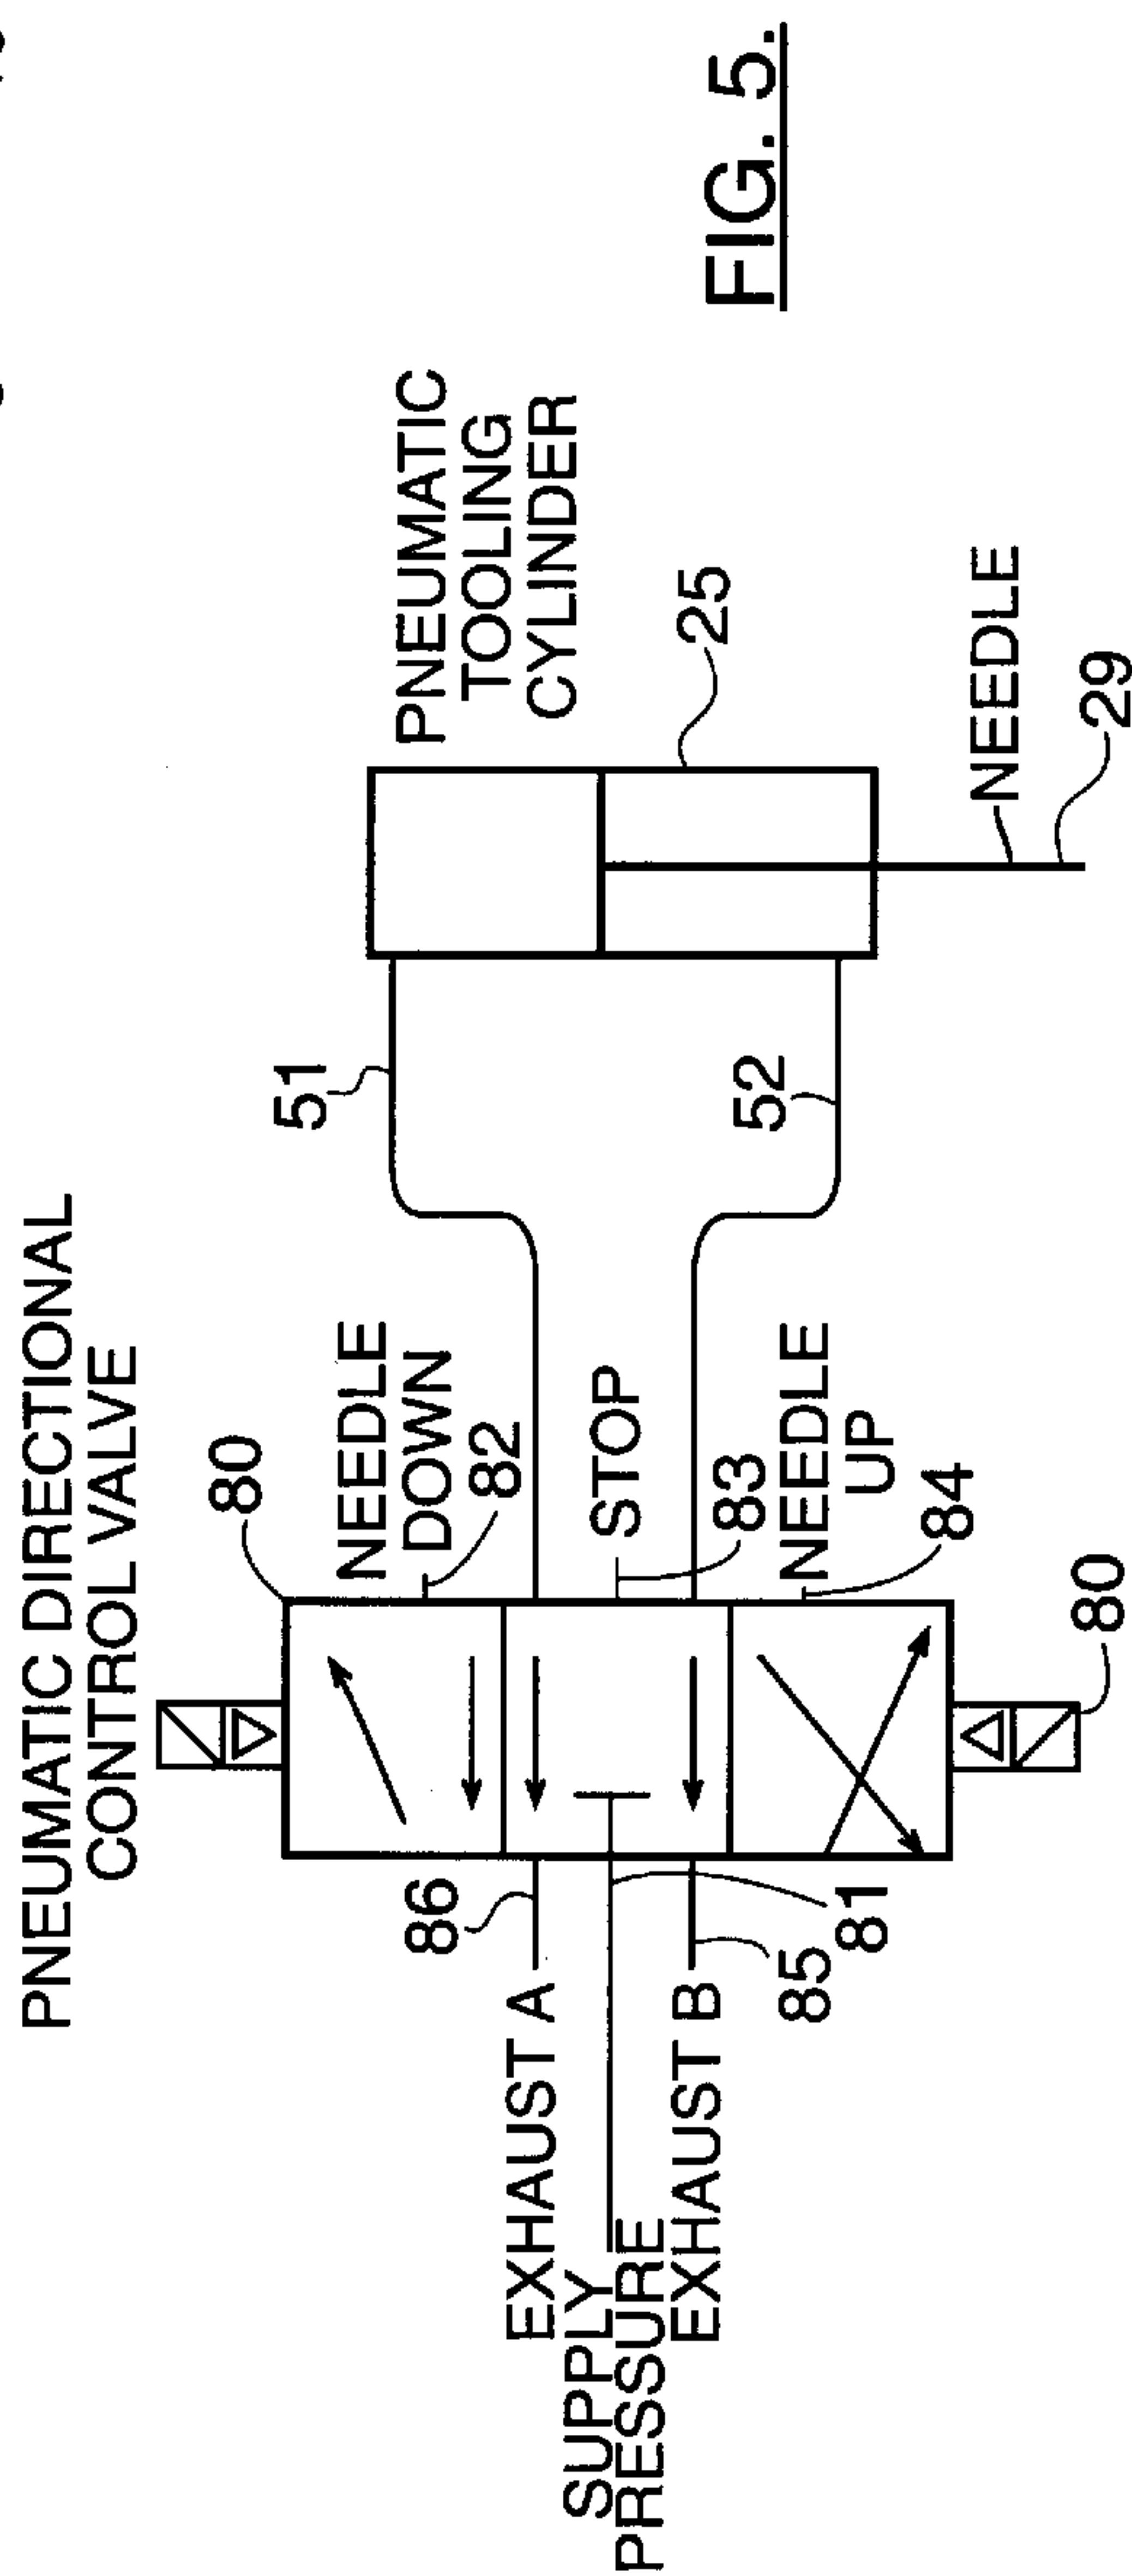 PNEUMATIC DIRECTIONAL
CONTROL VALVE
80
NEEDLE
DOWN
82
STOP
83
NEEDLE
UP
84
80
86
EXHAUST A
SUPPLY
PRESSURE
81
EXHAUST B
85
51
52
PNEUMATIC
TOOLING
CYLINDER
25
NEEDLE
29
FIG. 5.